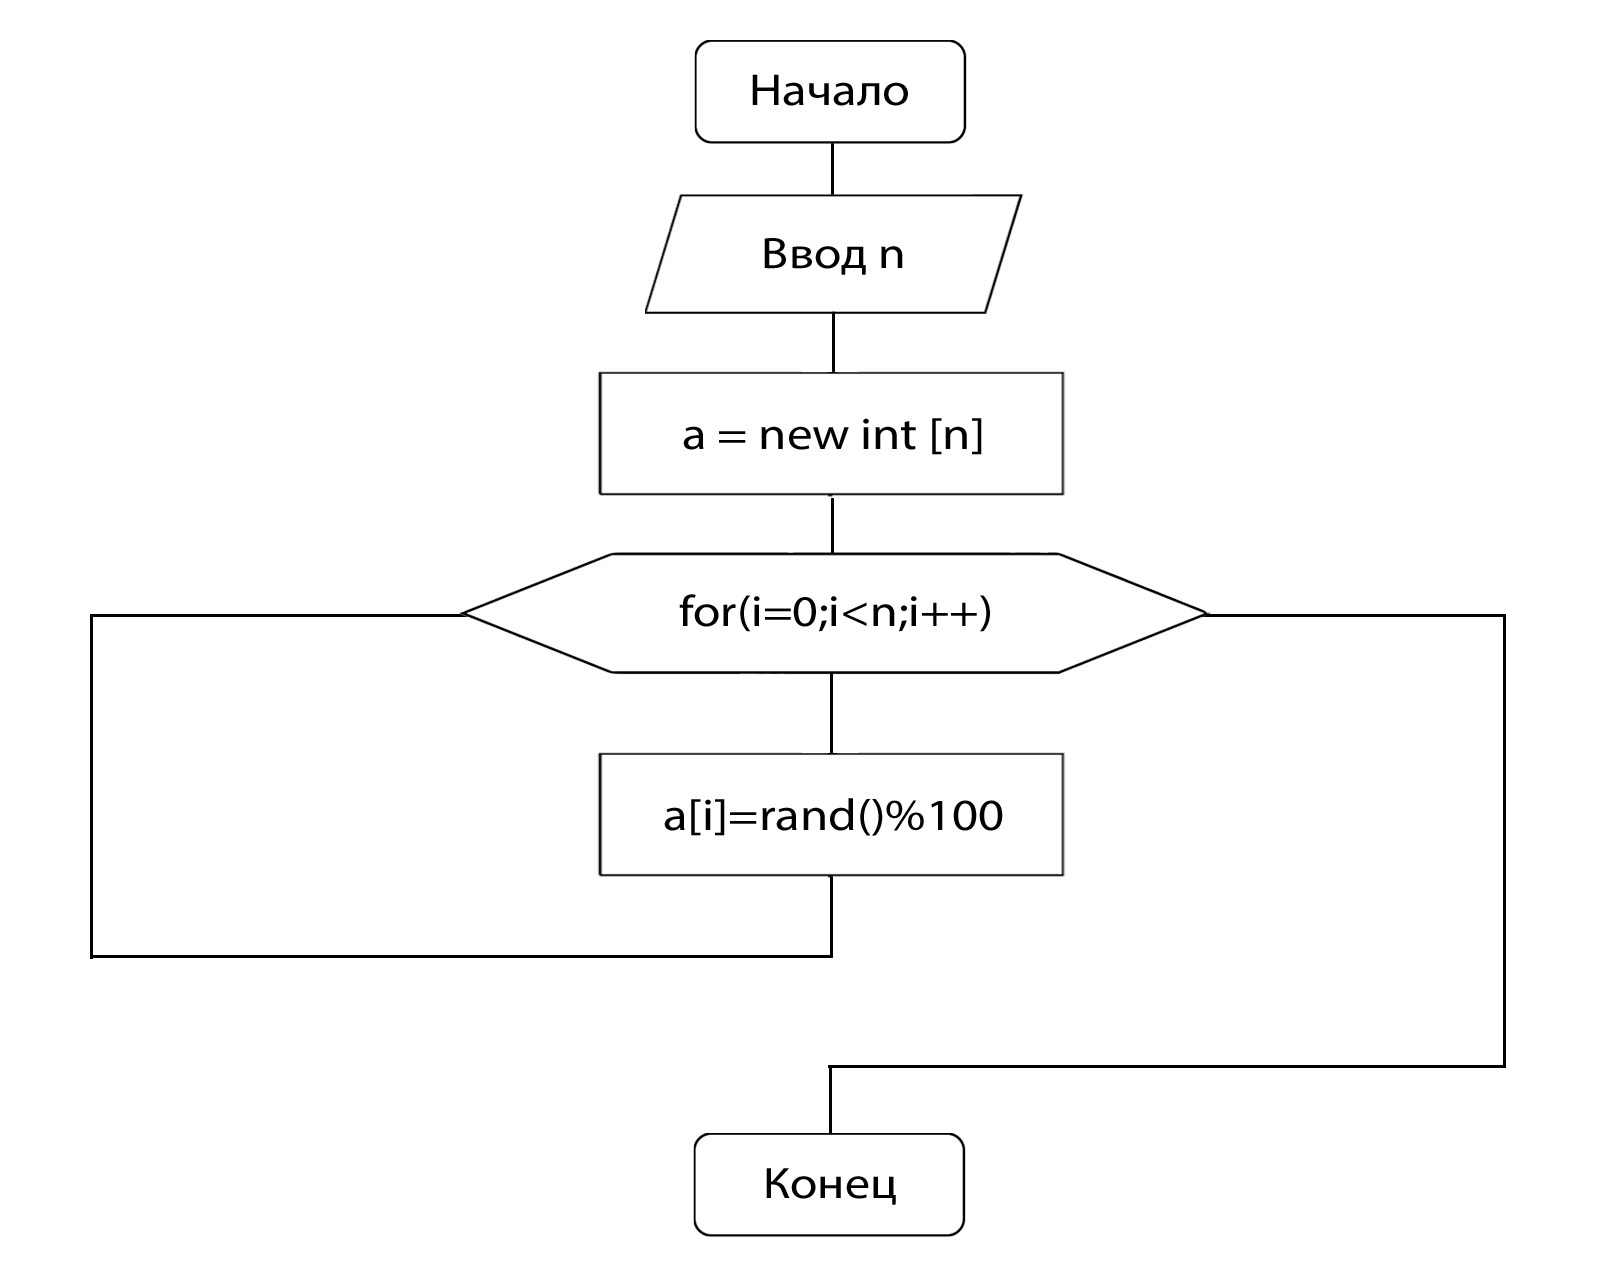 Начало
Ввод n
a = new int [n]
for(i=0;i<n;i++)
a[i]=rand()%100
Конец